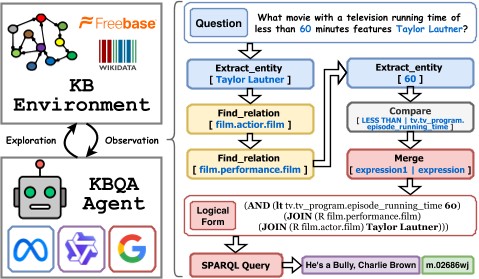 Freebase
WIKIDATA
KB
Environment
Exploration
Observation
KBQA
Agent
Question
What movie with a television running time of
less than 60 minutes features Taylor Lautner?
Extract_entity
[ Taylor Lautner ]
Find_relation
[ film.actior.film ]
Find_relation
[ film.performance.film ]
Extract_entity
[ 60 ]
Compare
[ LESS THAN | tv.tv_program.
episode_running_time ]
Merge
[ expression1 | expression ]
Logical
Form
(AND (lt tv.tv_program.episode_running_time 60)
(JOIN (R film.performance.film)
(JOIN (R film.actor.film) Taylor Lautner)))
SPARQL Query
He's a Bully, Charlie Brown
m.02686wj